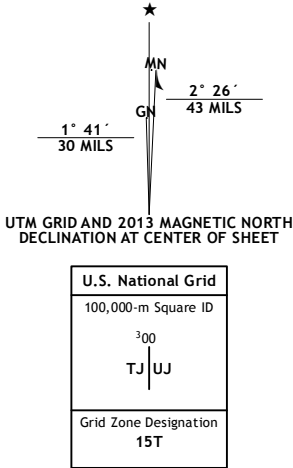 ★
MN
GN
2° 26´
43 MILS
1° 41´
30 MILS
UTM GRID AND 2013 MAGNETIC NORTH
DECLINATION AT CENTER OF SHEET
U.S. National Grid
100,000-m Square ID
³00
TJ UJ
Grid Zone Designation
15T